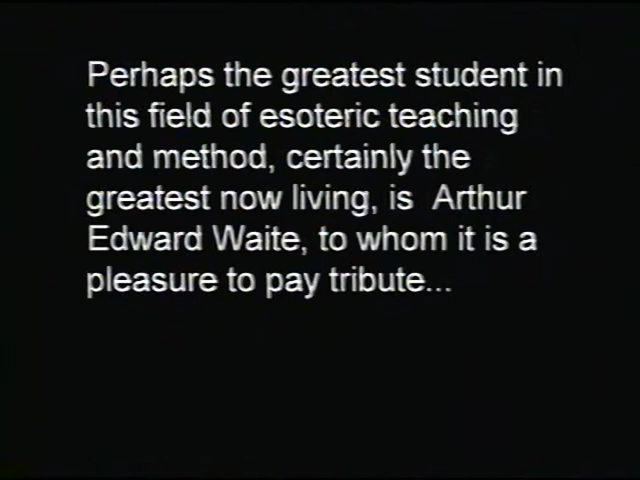 Perhaps the greatest student in
this field of esoteric teaching
and method, certainly the
greatest now living, is  Arthur
Edward Waite, to whom it is a
pleasure to pay tribute...